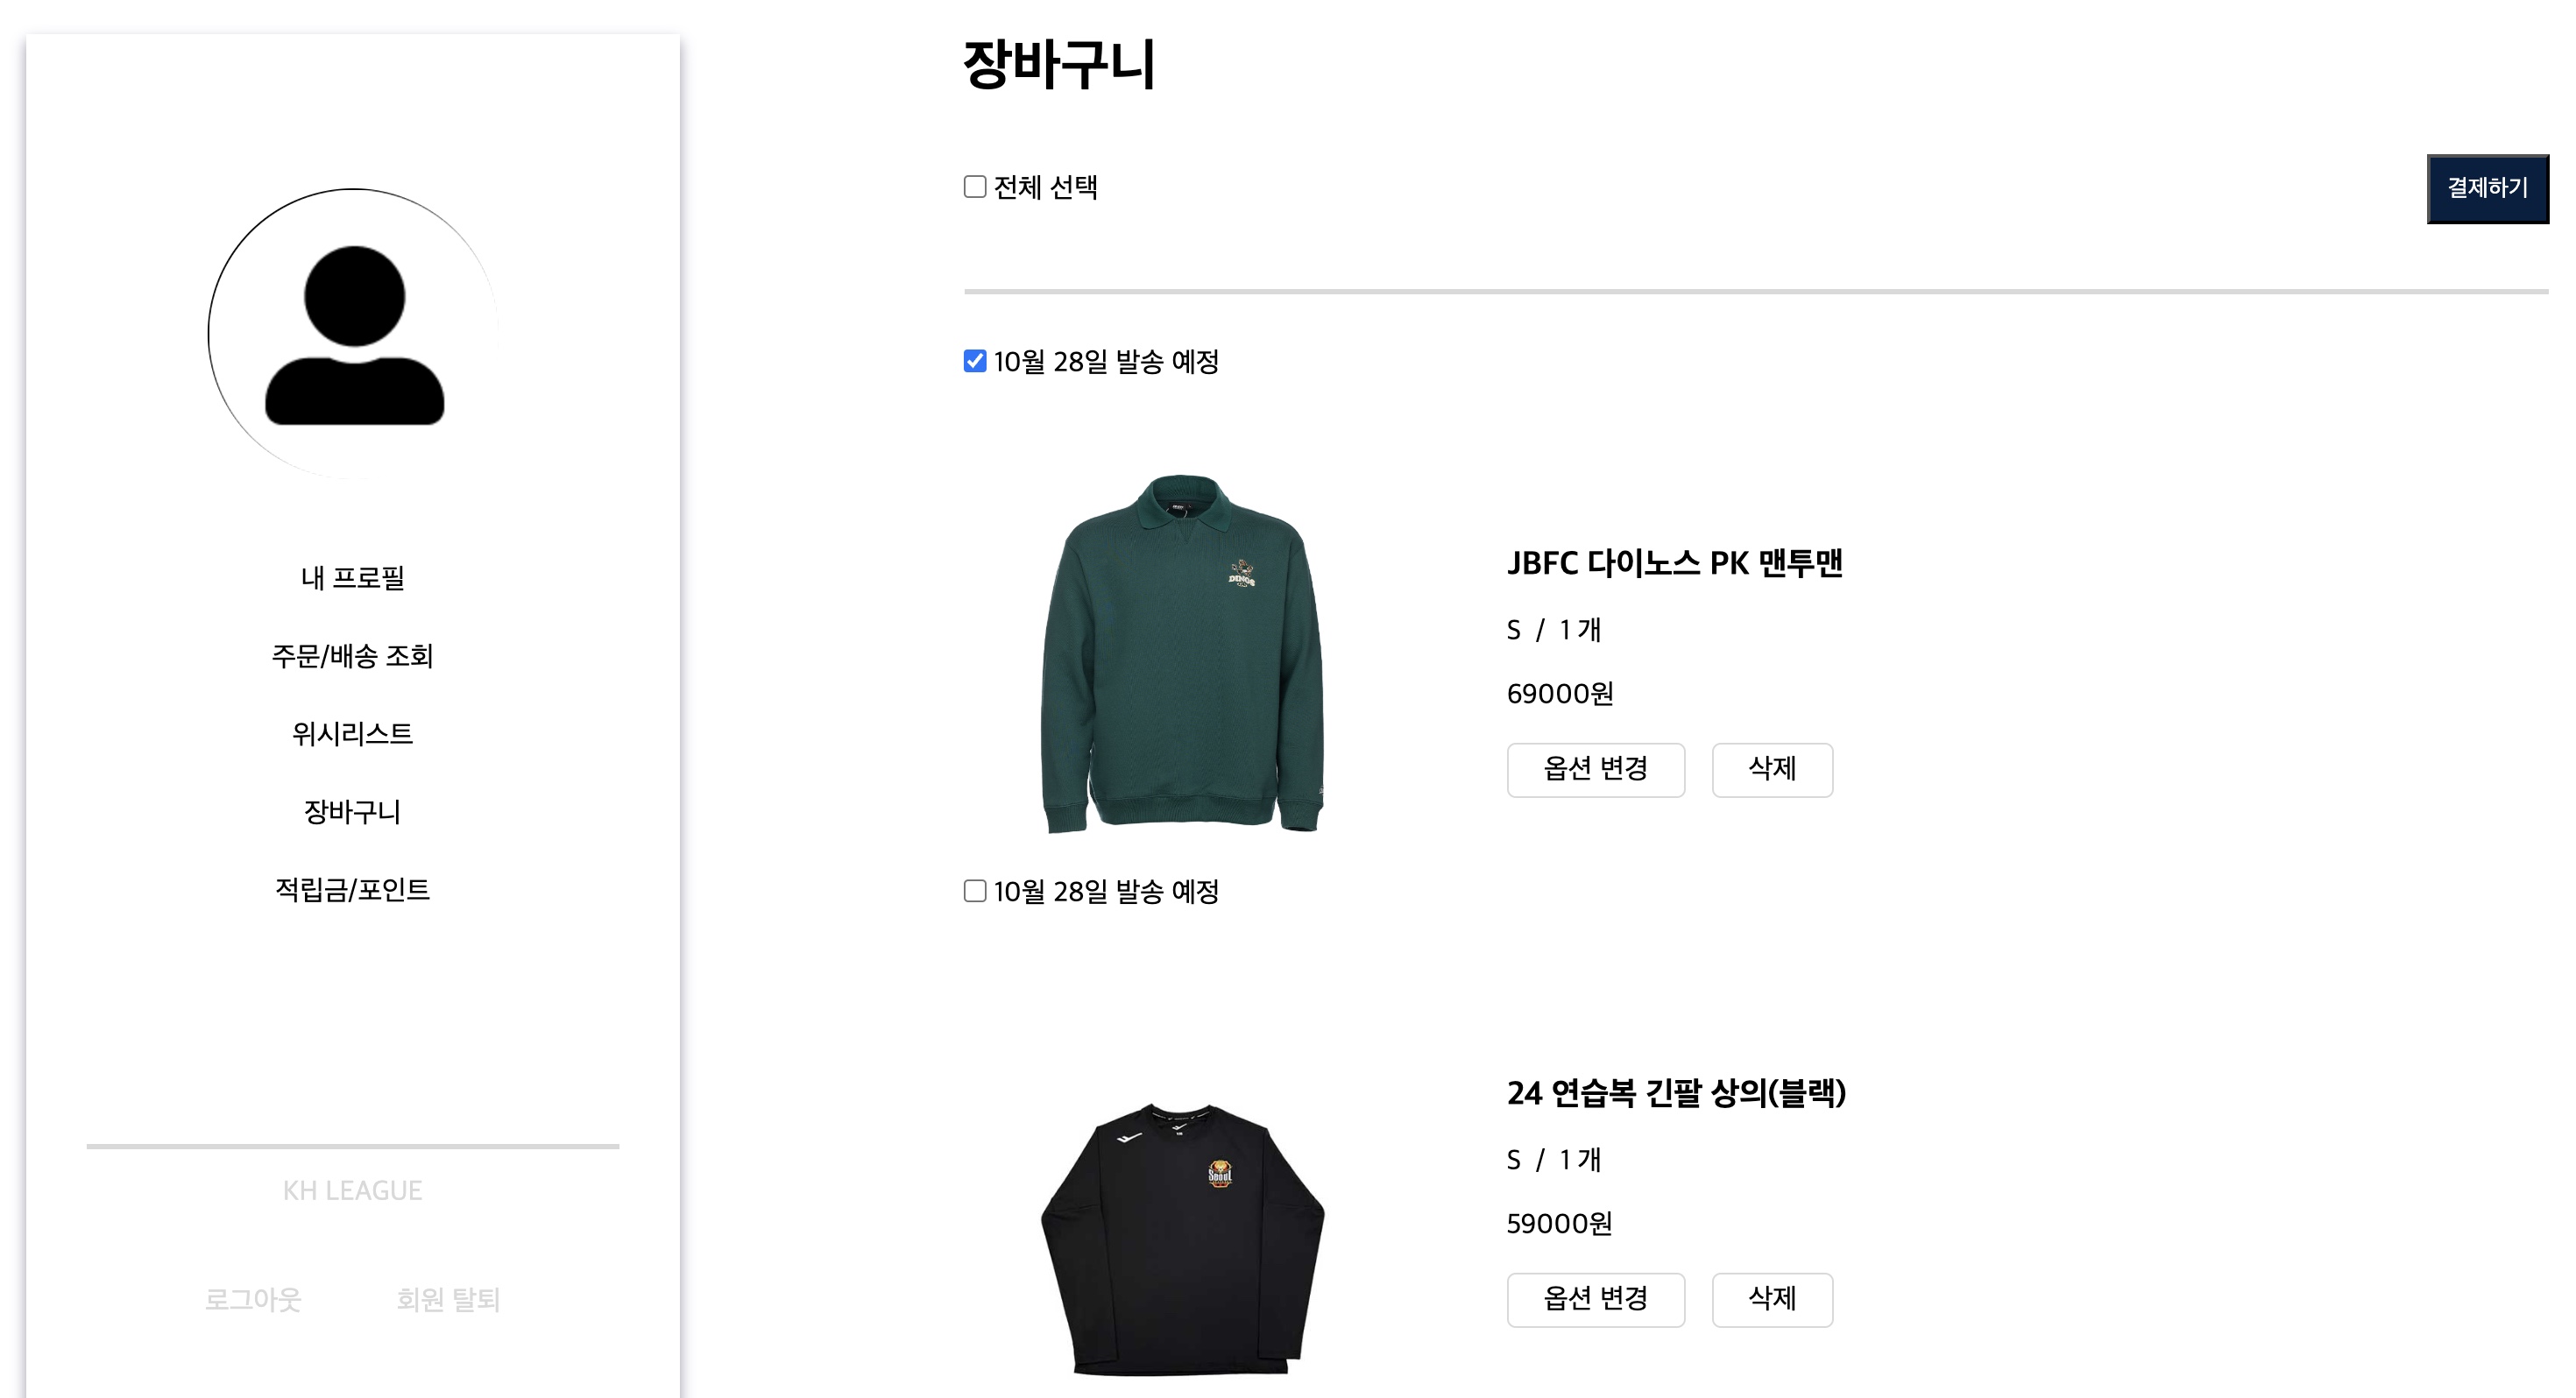 장바구니
전체 선택
결제하기
10월 28일 발송 예정
DINOS
JBFC 다이노스 PK 맨투맨
S / 1 개
69000원
옵션 변경
삭제
10월 28일 발송 예정
Seoul
24 연습복 긴팔 상의(블랙)
S / 1 개
59000원
옵션 변경
삭제
내 프로필
주문/배송 조회
위시리스트
장바구니
적립금/포인트
KH LEAGUE
로그아웃
회원 탈퇴